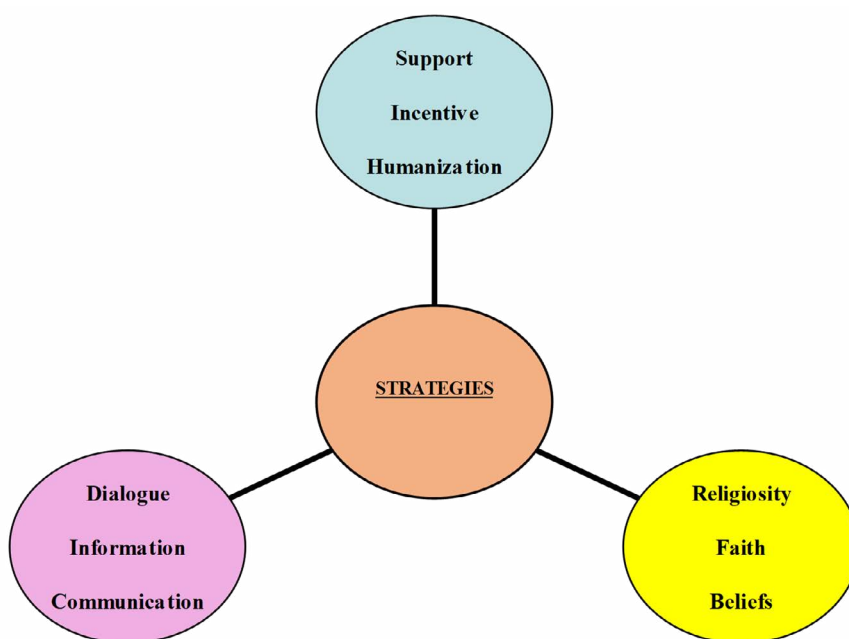 Support
Incentive
Humanization
STRATEGIES
Dialogue
Information
Communication
Religiosity
Faith
Beliefs